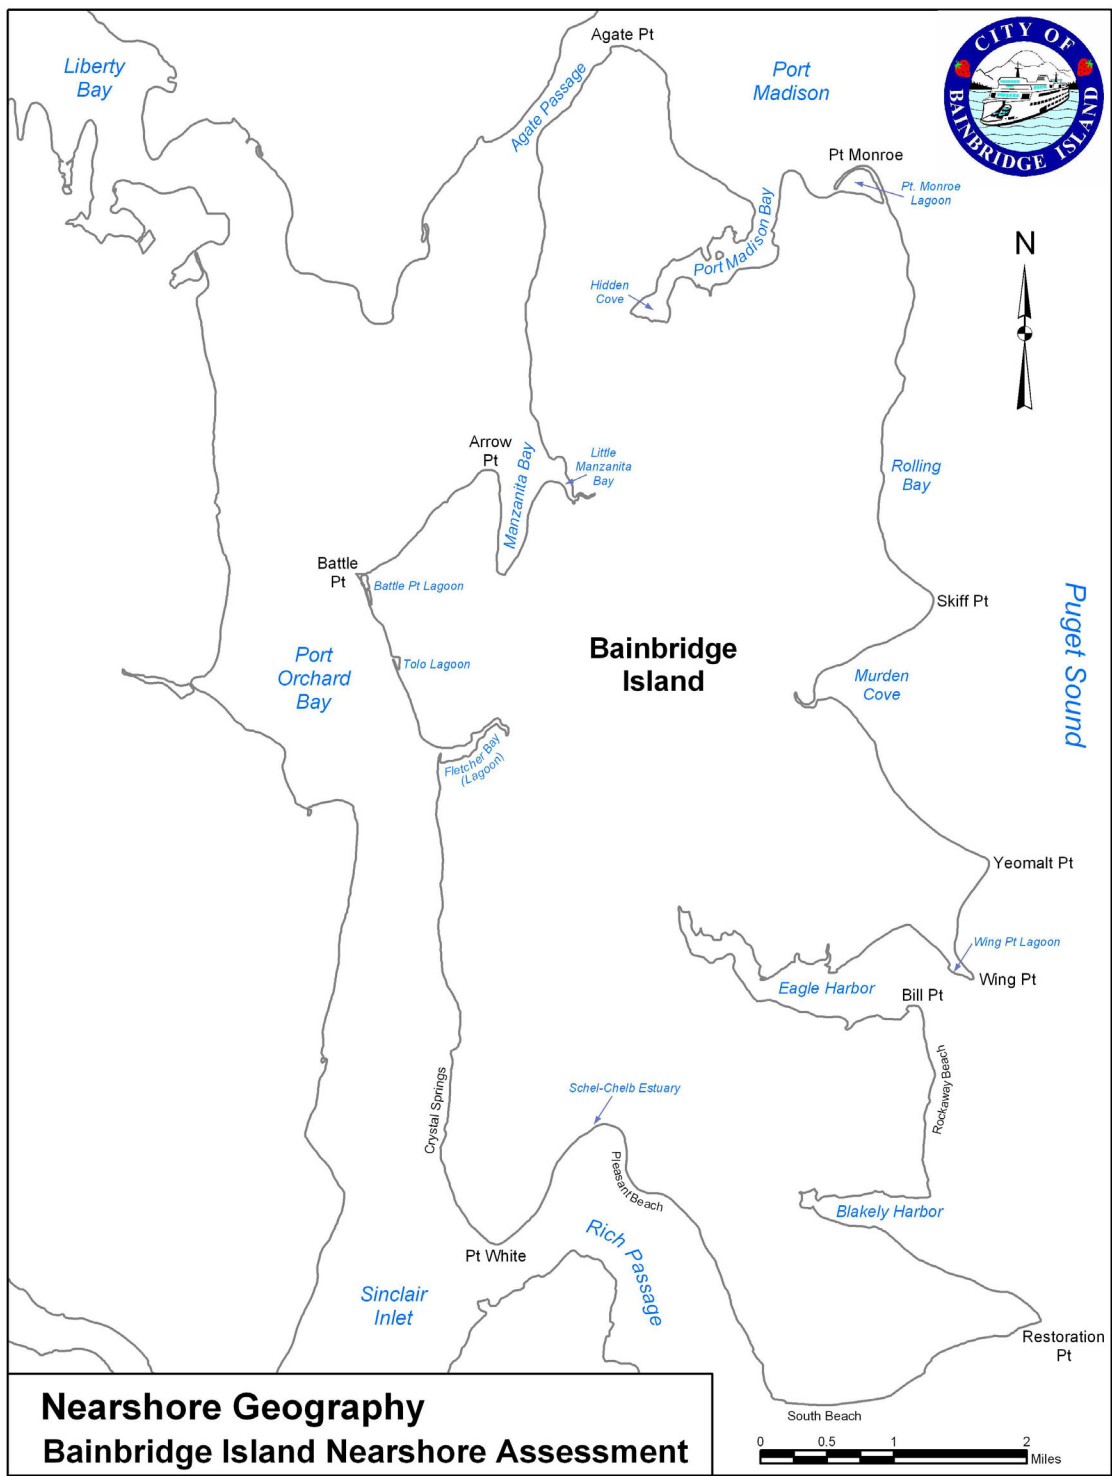 Agate Pt
CITY OF
BAINBRIDGE ISLAND
Liberty
Bay
Port
Madison
Agate Passage
Pt Monroe
Pt. Monroe
Lagoon
Port Madison Bay
N
Hidden
Cove
Arrow
Pt
Manzanita Bay
Little
Manzanita
Bay
Rolling
Bay
Battle
Pt
Battle Pt Lagoon
Skiff Pt
Puget Sound
Bainbridge
Island
Port
Orchard
Bay
Tolo Lagoon
Murden
Cove
Fletcher Bay
(Lagoon)
Yeomalt Pt
Wing Pt Lagoon
Wing Pt
Eagle Harbor
Bill Pt
Rockaway Beach
Crystal Springs
Schel-Chelb Estuary
Pleasant Beach
Blakely Harbor
Rich Passage
Pt White
Sinclair
Inlet
Restoration
Pt
South Beach
Nearshore Geography
Bainbridge Island Nearshore Assessment
0 0.5 1 2
Miles